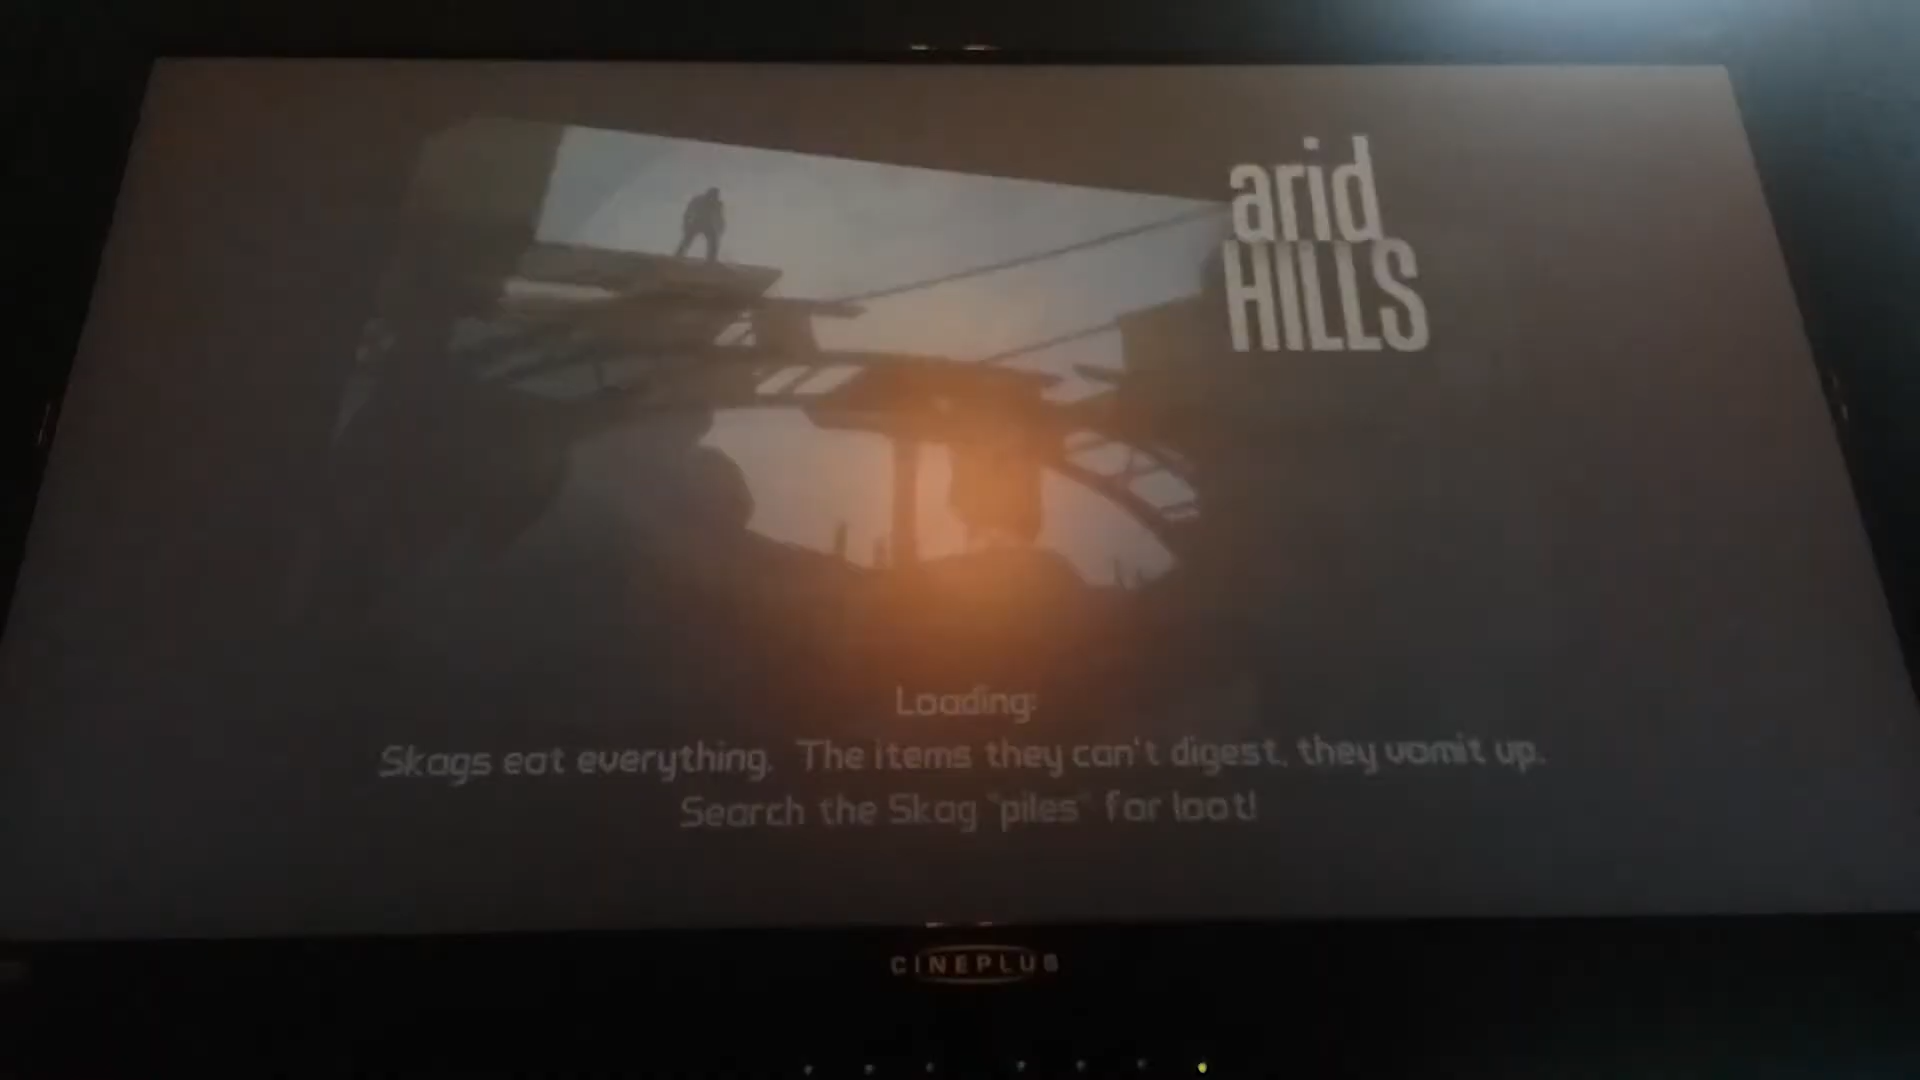 arid
HILLS
Loading:
Skags eat everything. The items they can't digest, they vomit up.
Search the Skag "piles" for loot!
CINEPLUS